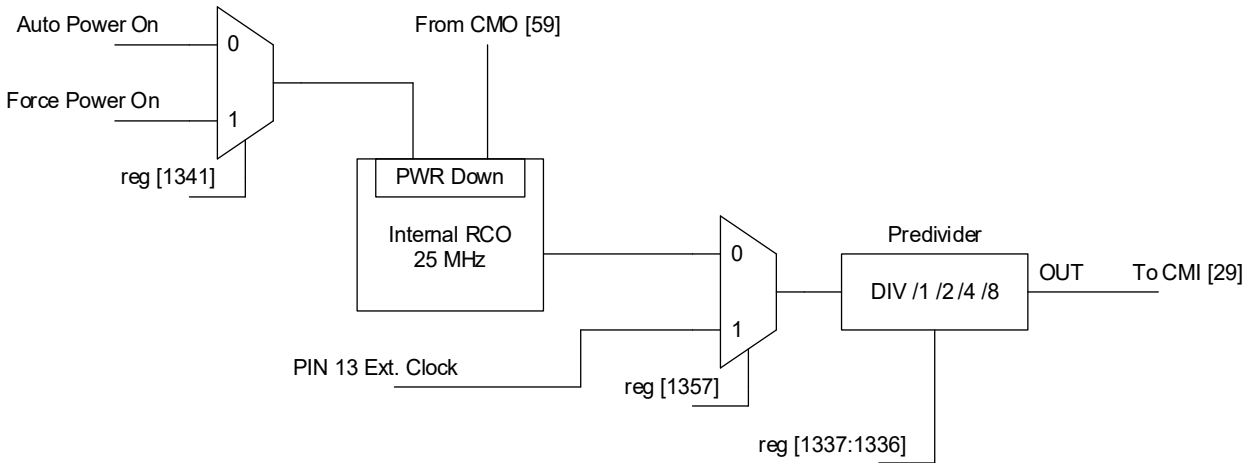 Auto Power On
From CMO [59]
0
Force Power On
1
reg [1341]
PWR Down
Internal RCO
25 MHz
Predivider
0
OUT
To CMI [29]
DIV /1 /2 /4 /8
1
PIN 13 Ext. Clock
reg [1357]
reg [1337:1336]